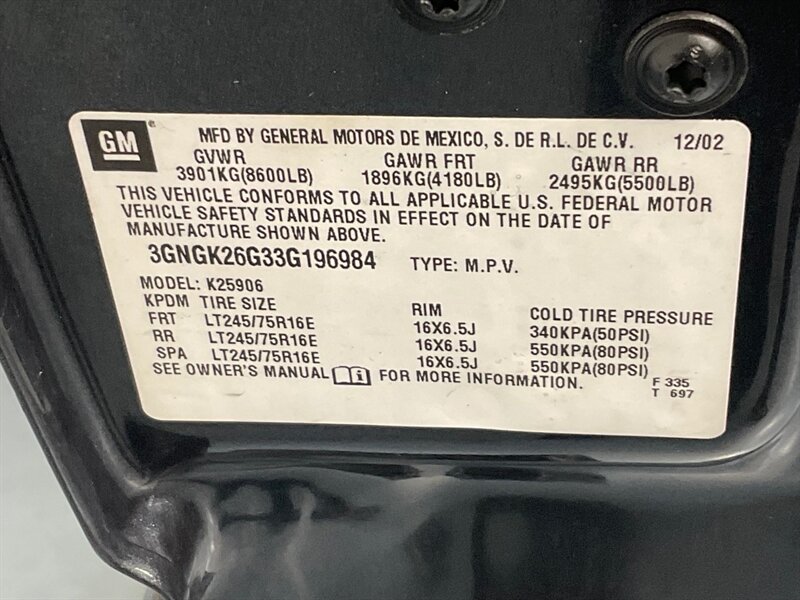 GM ® MFD BY GENERAL MOTORS DE MEXICO, S. DE R.L. DE C.V. 12/02
GVWR GAWR FRT GAWR RR
3901KG(8600LB) 1896KG(4180LB) 2495KG(5500LB)
THIS VEHICLE CONFORMS TO ALL APPLICABLE U.S. FEDERAL MOTOR
VEHICLE SAFETY STANDARDS IN EFFECT ON THE DATE OF
MANUFACTURE SHOWN ABOVE.
3GNGK26G33G196984 TYPE: M.P.V.
MODEL: K25906
KPDM TIRE SIZE RIM COLD TIRE PRESSURE
FRT LT245/75R16E 16X6.5J 340KPA(50PSI)
RR LT245/75R16E 16X6.5J 550KPA(80PSI)
SPA LT245/75R16E 16X6.5J 550KPA(80PSI)
SEE OWNER'S MANUAL i FOR MORE INFORMATION. F 335
T 697